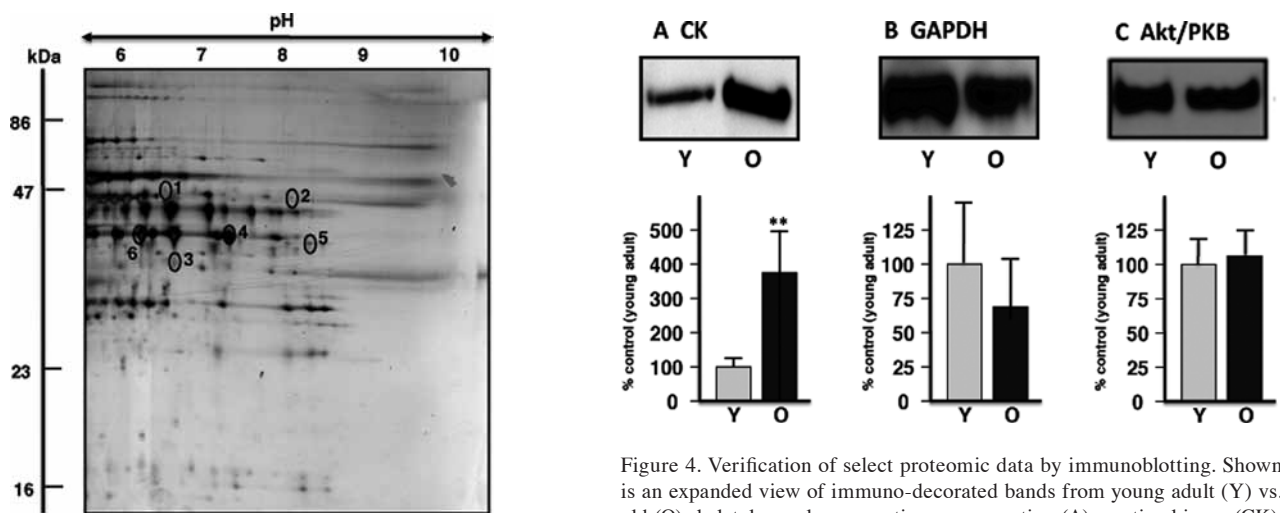 pH
6 7 8 9 10
kDa
86
47
23
16
1
2
3
4
5
6
A CK
Y O
% control (young adult)
500
400
300
200
100
0
**
Y O
B GAPDH
Y O
% control (young adult)
125
100
75
50
25
0
Y O
C Akt/PKB
Y O
% control (young adult)
125
100
75
50
25
0
Y O
Figure 4. Verification of select proteomic data by immunoblotting. Shown
is an expanded view of immuno-decorated bands from young adult (Y) vs.